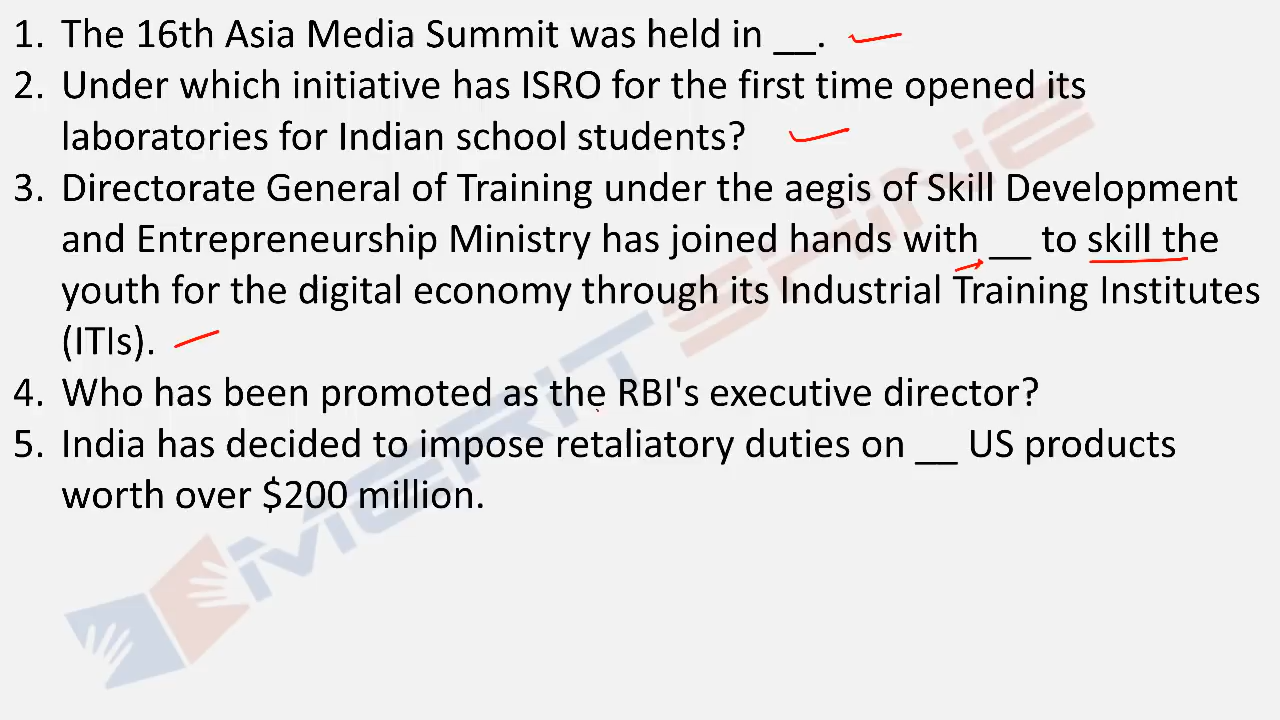 1. The 16th Asia Media Summit was held in __.
2. Under which initiative has ISRO for the first time opened its
laboratories for Indian school students?
3. Directorate General of Training under the aegis of Skill Development
and Entrepreneurship Ministry has joined hands with __ to skill the
youth for the digital economy through its Industrial Training Institutes
(ITIs).
4. Who has been promoted as the RBI's executive director?
5. India has decided to impose retaliatory duties on __ US products
worth over $200 million.
MERIT SHINE